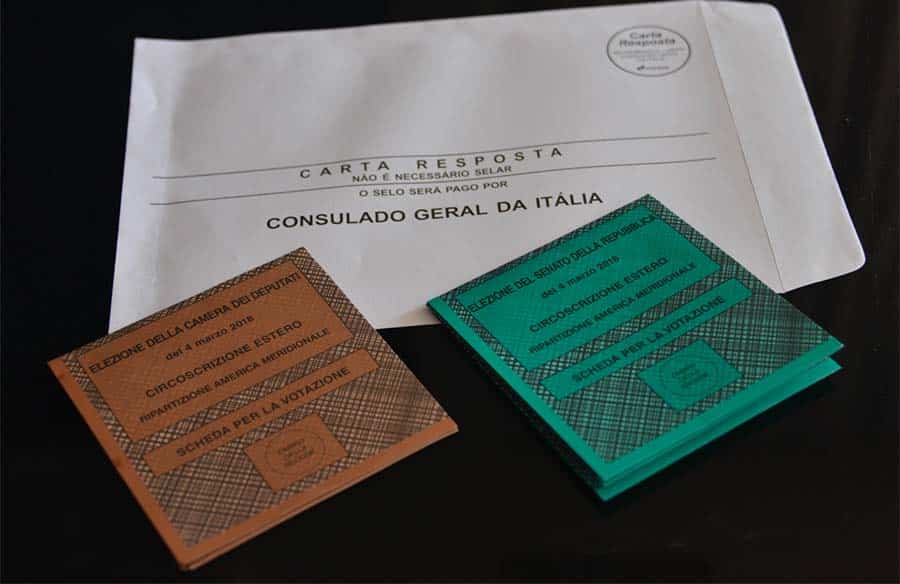 Carta
Resposta
CARTA RESPOSTA
NÃO É NECESSÁRIO SELAR
O SELO SERÁ PAGO POR
CONSULADO GERAL DA ITÁLIA
ELEZIONE DELLA CAMERA DEI DEPUTATI
del 4 marzo 2018
CIRCOSCRIZIONE ESTERO
RIPARTIZIONE AMERICA MERIDIONALE
SCHEDA PER LA VOTAZIONE
ELEZIONE DEL SENATO DELLA REPUBBLICA
del 4 marzo 2018
CIRCOSCRIZIONE ESTERO
RIPARTIZIONE AMERICA MERIDIONALE
SCHEDA PER LA VOTAZIONE